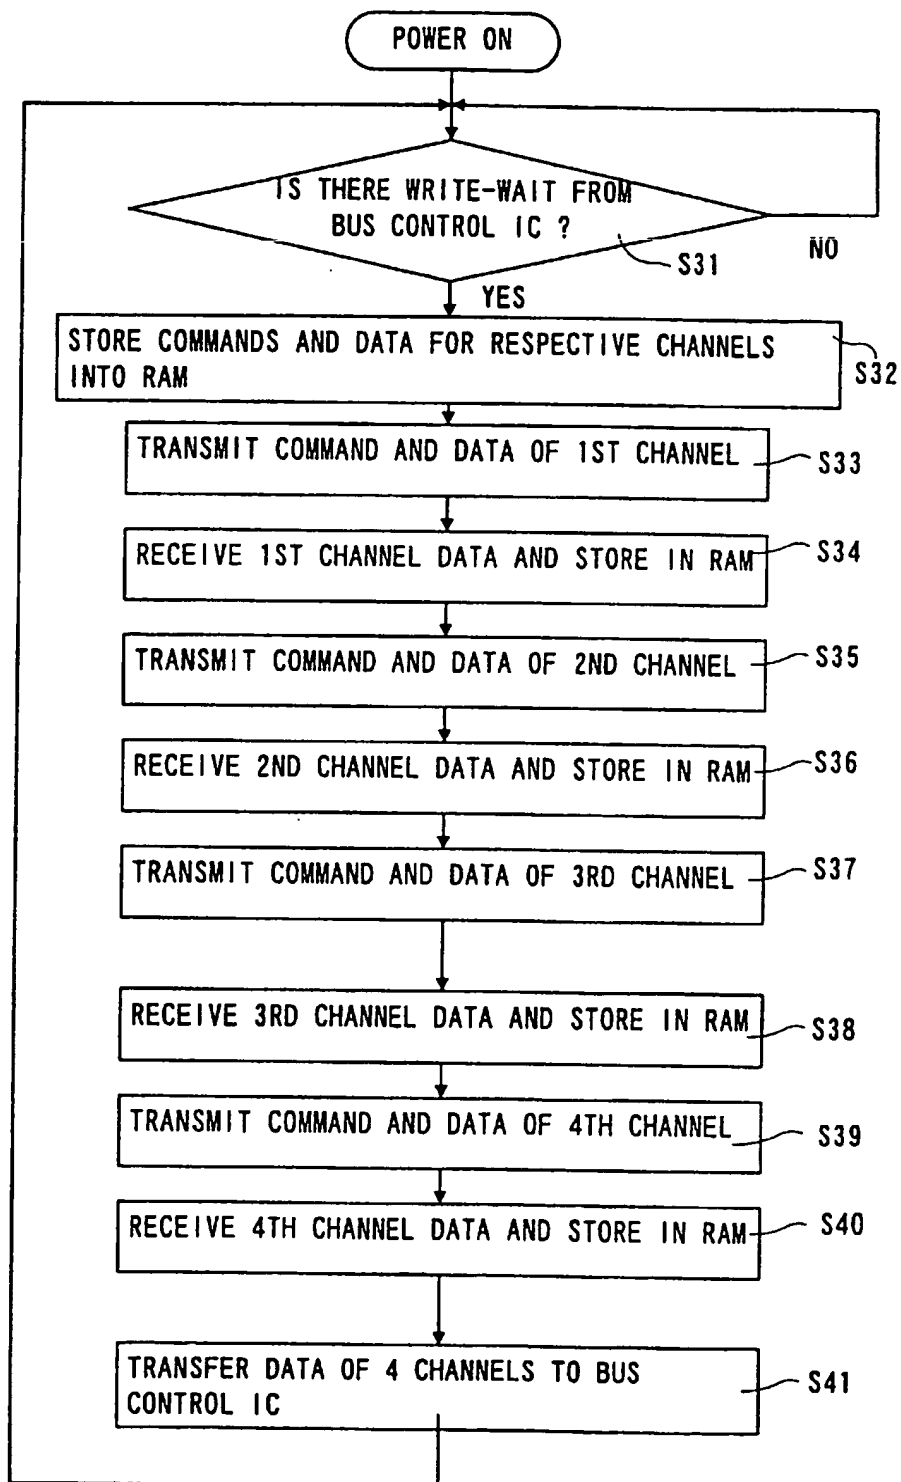 POWER ON
IS THERE WRITE-WAIT FROM
BUS CONTROL IC ?
S31
NO
YES
STORE COMMANDS AND DATA FOR RESPECTIVE CHANNELS
INTO RAM
S32
TRANSMIT COMMAND AND DATA OF 1ST CHANNEL
S33
RECEIVE 1ST CHANNEL DATA AND STORE IN RAM
S34
TRANSMIT COMMAND AND DATA OF 2ND CHANNEL
S35
RECEIVE 2ND CHANNEL DATA AND STORE IN RAM
S36
TRANSMIT COMMAND AND DATA OF 3RD CHANNEL
S37
RECEIVE 3RD CHANNEL DATA AND STORE IN RAM
S38
TRANSMIT COMMAND AND DATA OF 4TH CHANNEL
S39
RECEIVE 4TH CHANNEL DATA AND STORE IN RAM
S40
TRANSFER DATA OF 4 CHANNELS TO BUS
CONTROL IC
S41